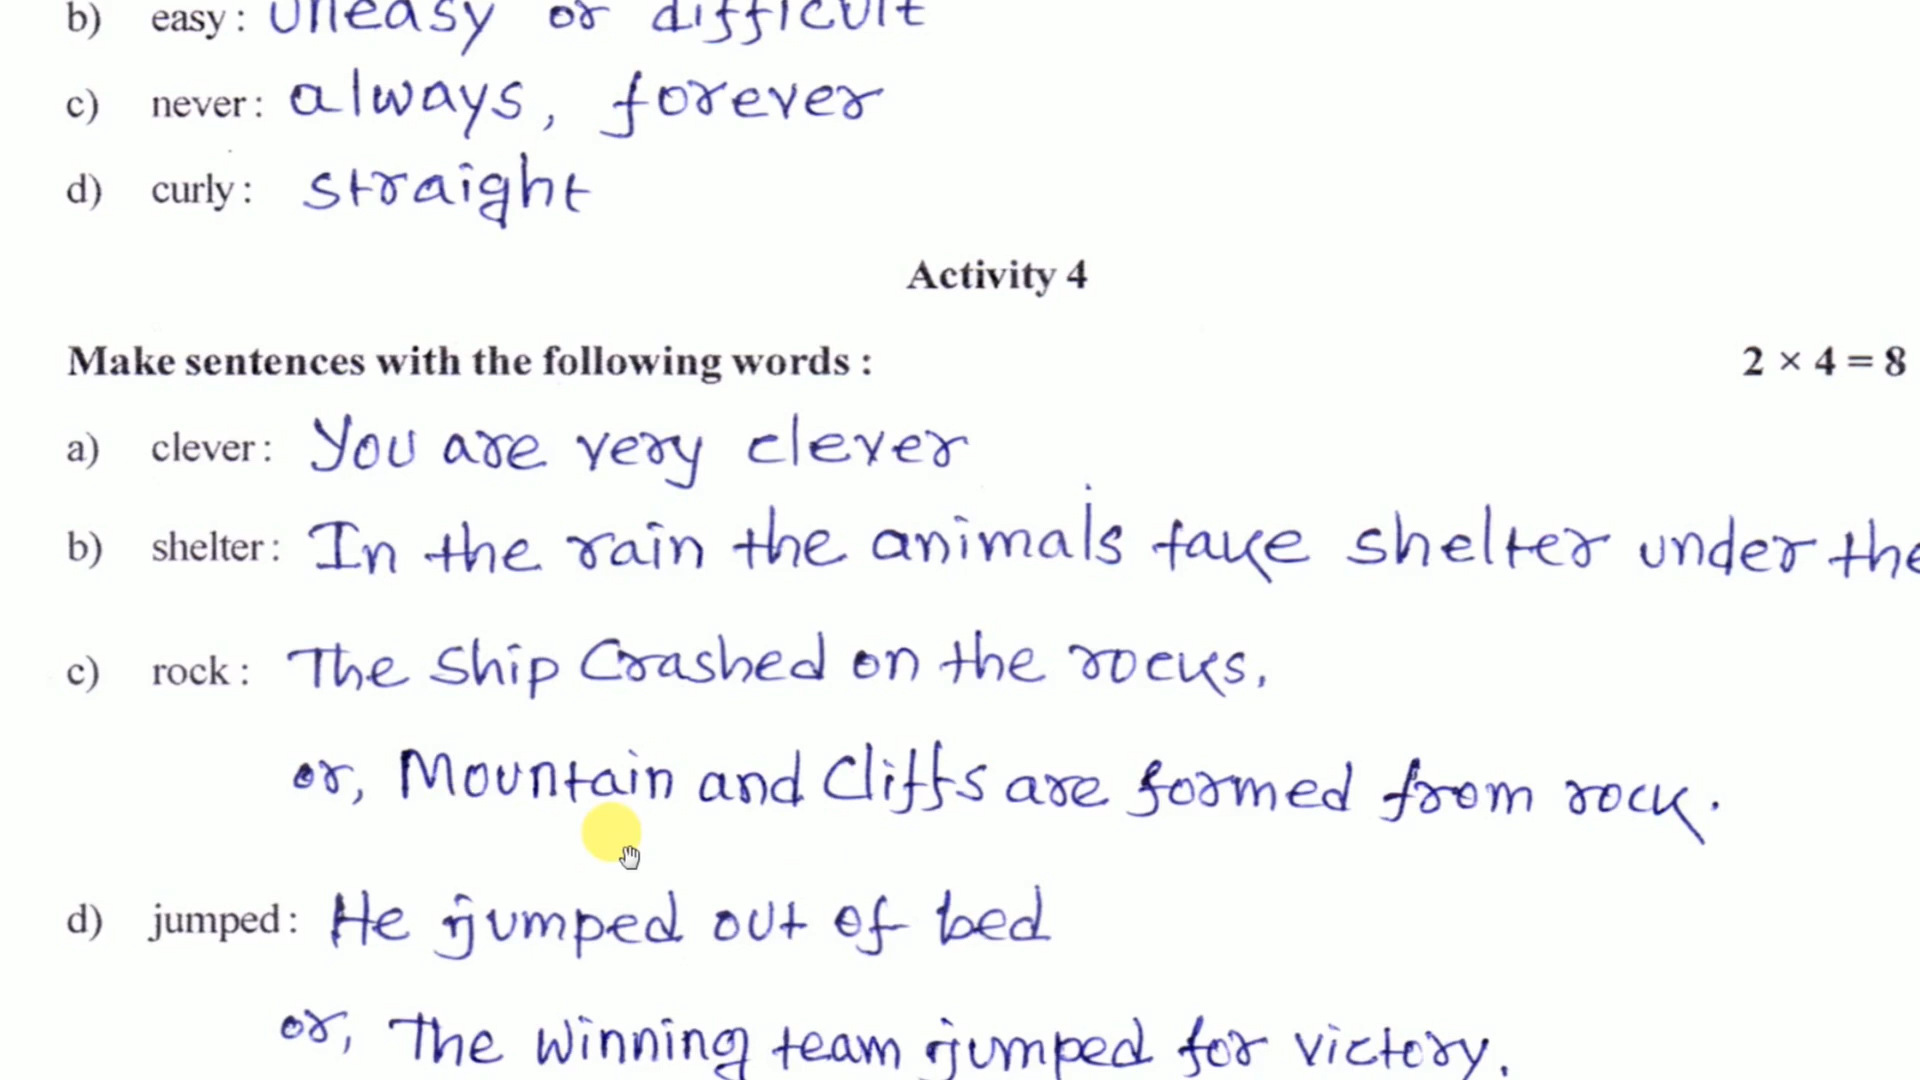 b) easy: uneasy or difficult
c) never: always, forever
d) curly: straight
Activity 4
Make sentences with the following words : 2 × 4 = 8
a) clever: You are very clever
b) shelter: In the rain the animals take shelter under the
c) rock: The ship Crashed on the rocks.
or, Mountain and Cliffs are formed from rock.
d) jumped: He jumped out of bed
or, The winning team jumped for victory.